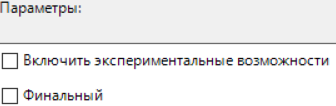 Параметры:
Включить экспериментальные возможности
Финальный